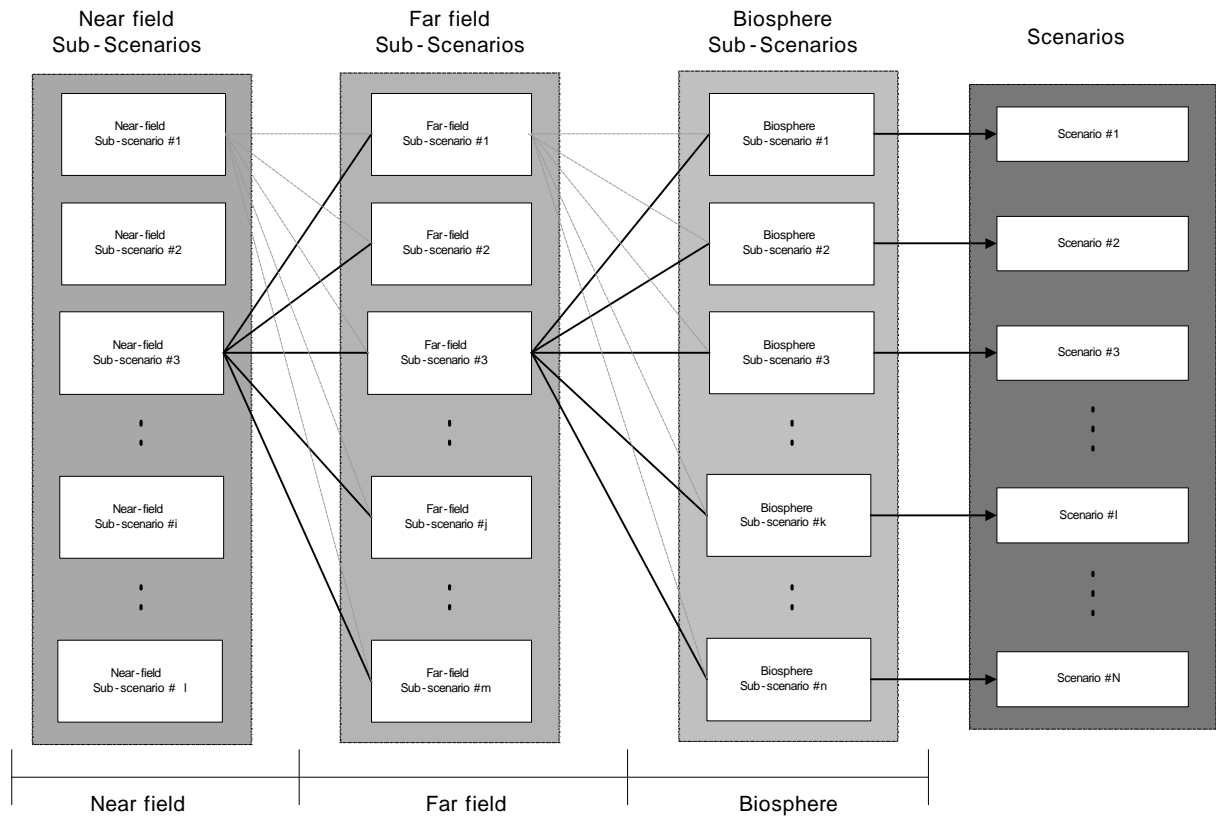 Near field
Sub-Scenarios
Far field
Sub-Scenarios
Biosphere
Sub-Scenarios
Scenarios
Near-field
Sub-scenario #1
Near-field
Sub-scenario #2
Near-field
Sub-scenario #3
Near-field
Sub-scenario #i
Near-field
Sub-scenario # l
Far-field
Sub-scenario #1
Far-field
Sub-scenario #2
Far-field
Sub-scenario #3
Far-field
Sub-scenario #j
Far-field
Sub-scenario #m
Biosphere
Sub-scenario #1
Biosphere
Sub-scenario #2
Biosphere
Sub-scenario #3
Biosphere
Sub-scenario #k
Biosphere
Sub-scenario #n
Scenario #1
Scenario #2
Scenario #3
Scenario #l
Scenario #N
Near field
Far field
Biosphere